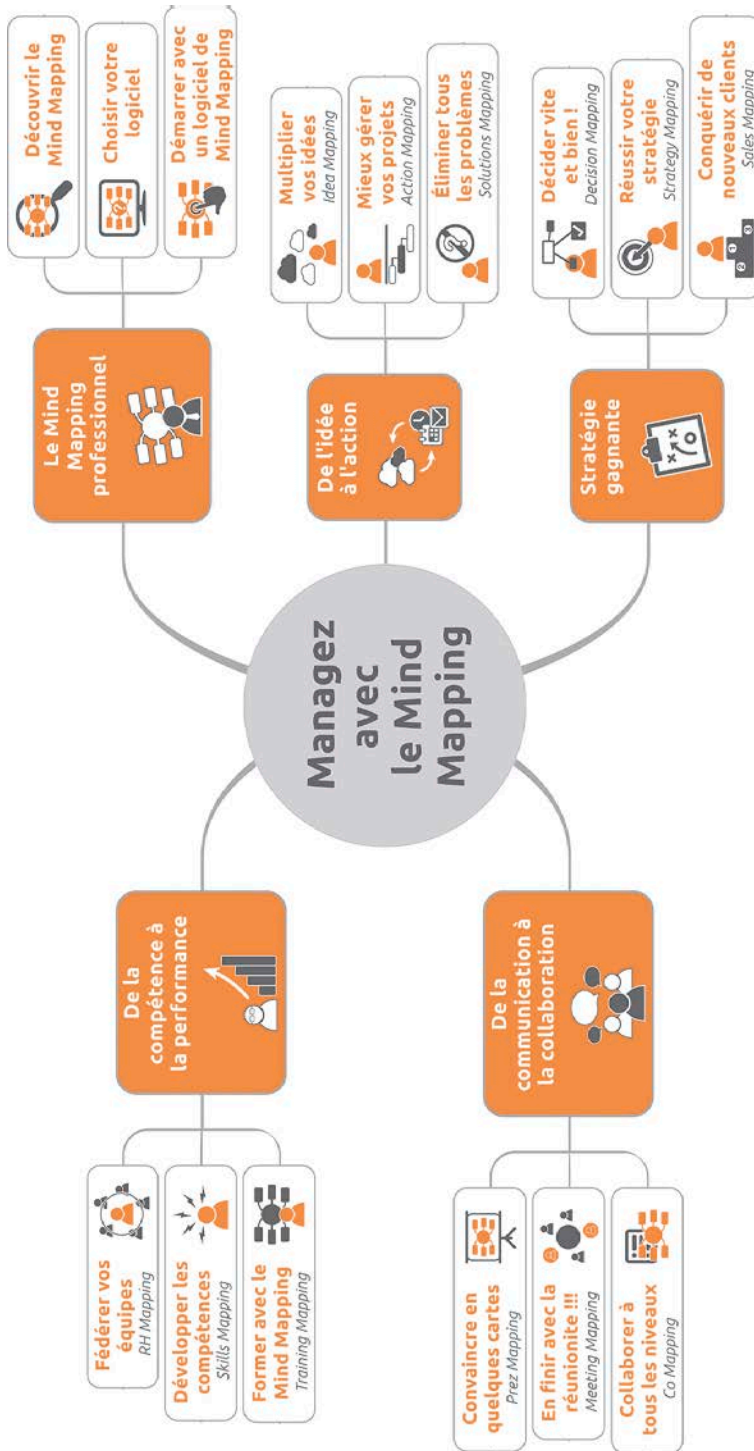 Managez
avec
le Mind
Mapping
Le Mind
Mapping
professionnel
Découvrir le
Mind Mapping
Choisir votre
logiciel
Démarrer avec
un logiciel de
Mind Mapping
De l'idée
à l'action
Multiplier
vos idées
Idea Mapping
Mieux gérer
vos projets
Action Mapping
Éliminer tous
les problèmes
Solutions Mapping
Stratégie
gagnante
Décider vite
et bien !
Decision Mapping
Réussir votre
stratégie
Strategy Mapping
Conquérir de
nouveaux clients
Sales Mapping
1
2
3
De la
communication à
la collaboration
Convaincre en
quelques cartes
Prez Mapping
En finir avec la
réunionite !!!
Meeting Mapping
Collaborer à
tous les niveaux
Co Mapping
De la
compétence à
la performance
Fédérer vos
équipes
RH Mapping
Développer les
compétences
Skills Mapping
Former avec le
Mind Mapping
Training Mapping